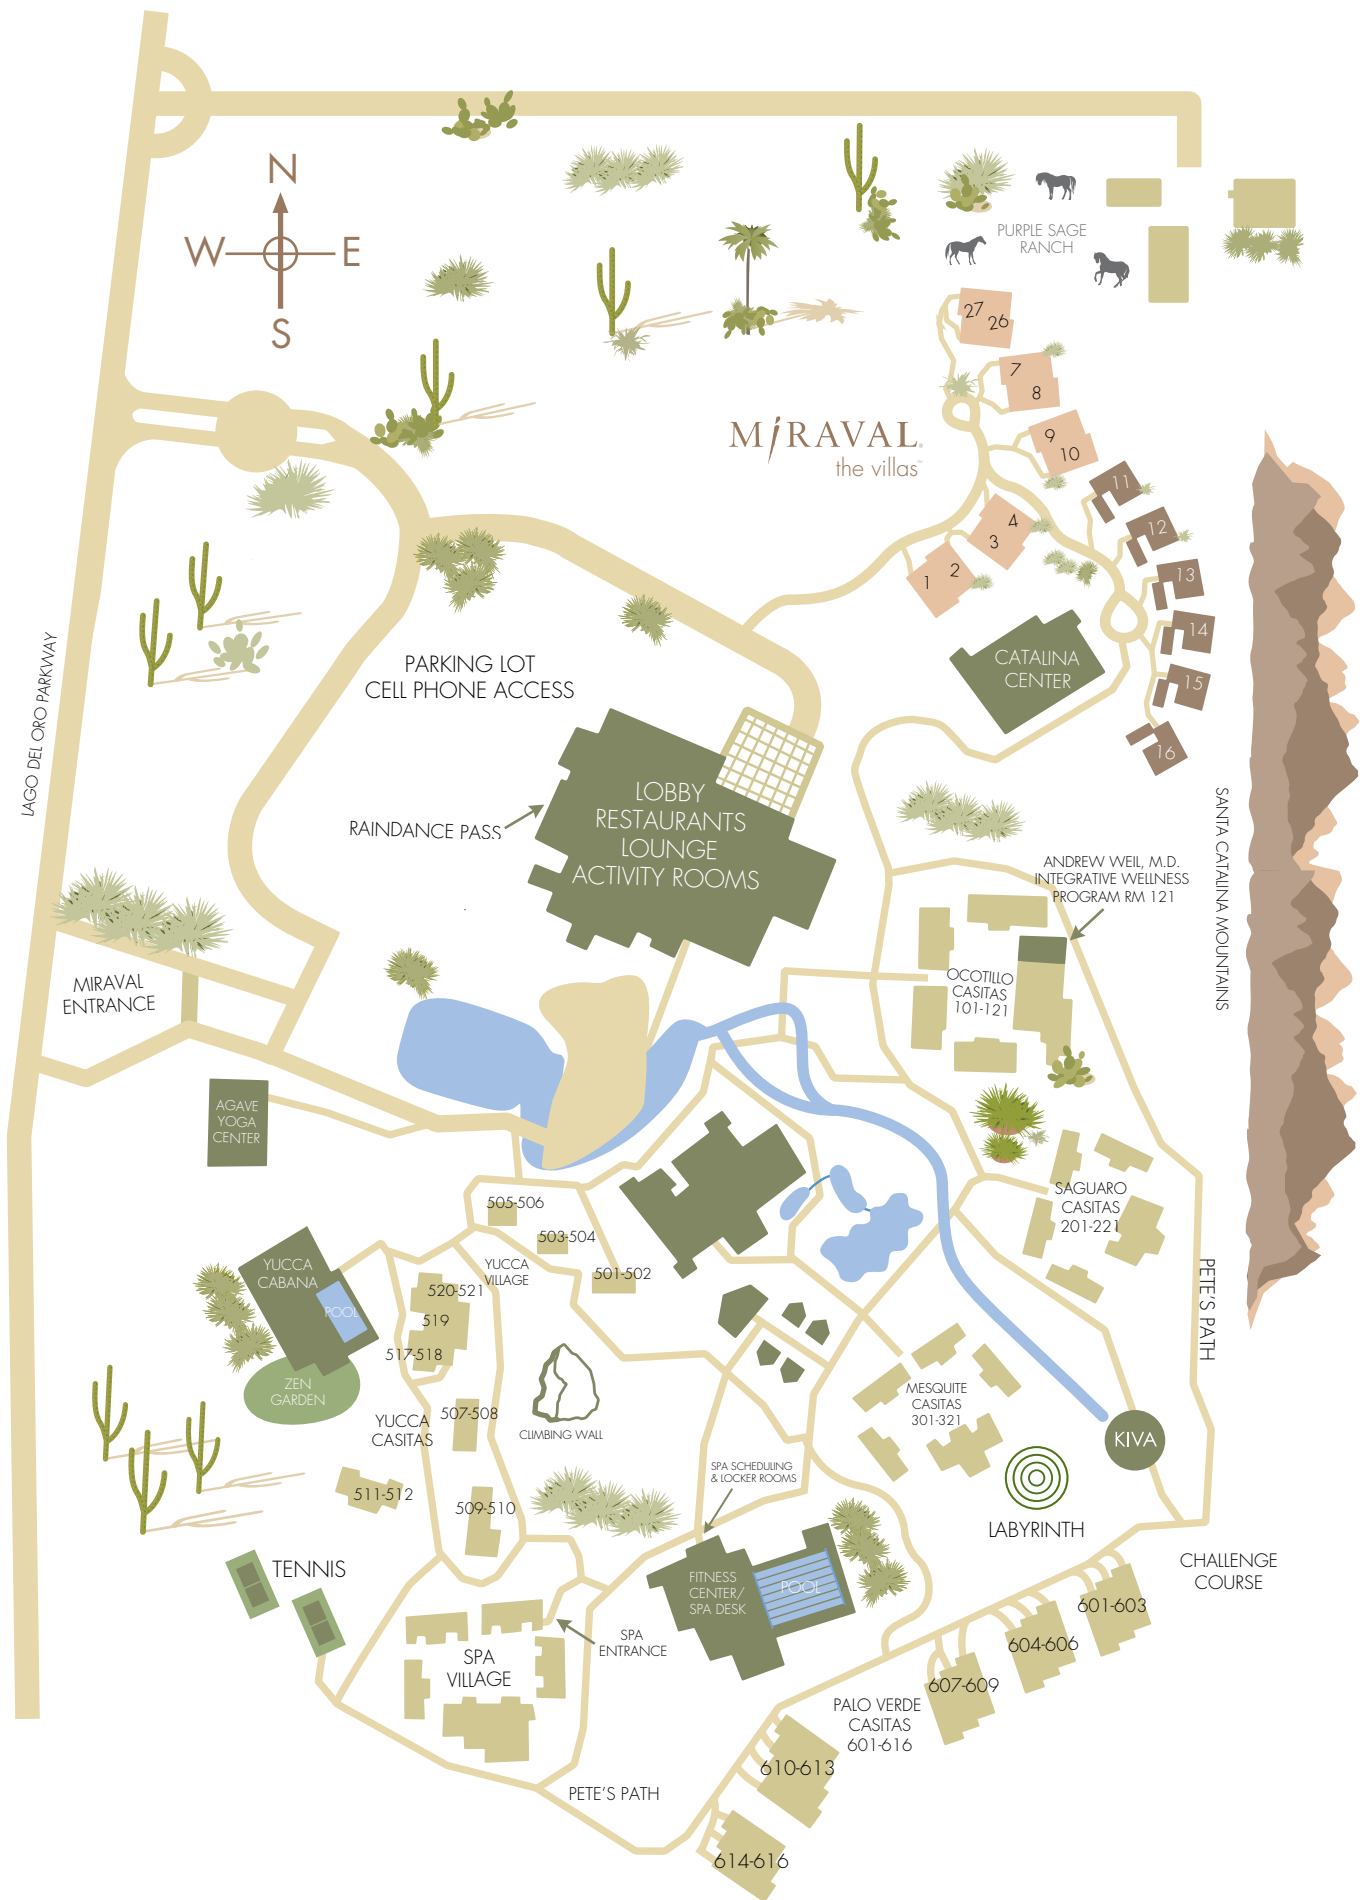 N
W
E
S
PURPLE SAGE
RANCH
27
26
7
8
MIRAVAL®
the villas™
9
10
11
4
3
12
2
1
13
14
15
16
CATALINA
CENTER
LAGO DEL ORO PARKWAY
PARKING LOT
CELL PHONE ACCESS
RAINDANCE PASS
LOBBY
RESTAURANTS
LOUNGE
ACTIVITY ROOMS
SANTA CATALINA MOUNTAINS
ANDREW WEIL, M.D.
INTEGRATIVE WELLNESS
PROGRAM RM 121
MIRAVAL
ENTRANCE
OCOTILLO
CASITAS
101-121
AGAVE
YOGA
CENTER
SAGUARO
CASITAS
201-221
505-506
503-504
501-502
YUCCA
VILLAGE
YUCCA
CABANA
POOL
520-521
519
517-518
ZEN
GARDEN
YUCCA
CASITAS
507-508
CLIMBING WALL
511-512
509-510
PETE'S PATH
MESQUITE
CASITAS
301-321
KIVA
LABYRINTH
SPA SCHEDULING
& LOCKER ROOMS
TENNIS
FITNESS
CENTER/
SPA DESK
POOL
CHALLENGE
COURSE
601-603
604-606
607-609
SPA
ENTRANCE
SPA
VILLAGE
PALO VERDE
CASITAS
601-616
610-613
PETE'S PATH
614-616